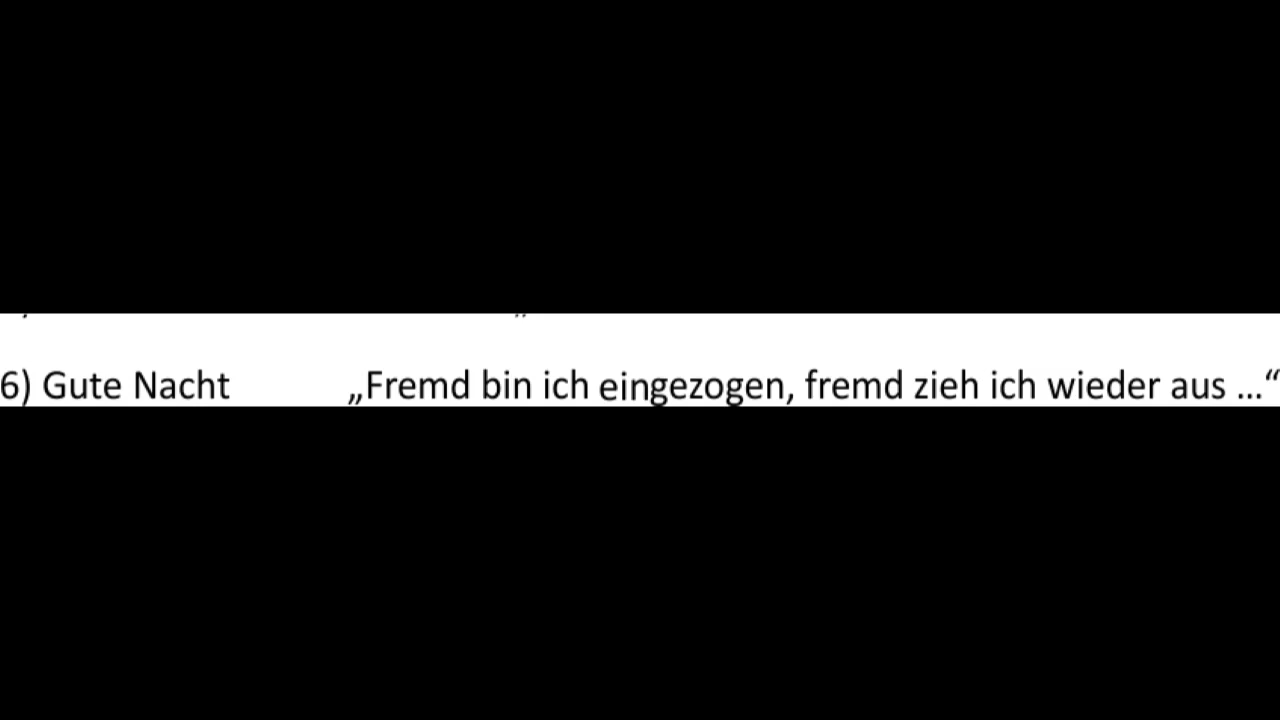 6) Gute Nacht „Fremd bin ich eingezogen, fremd zieh ich wieder aus ...“